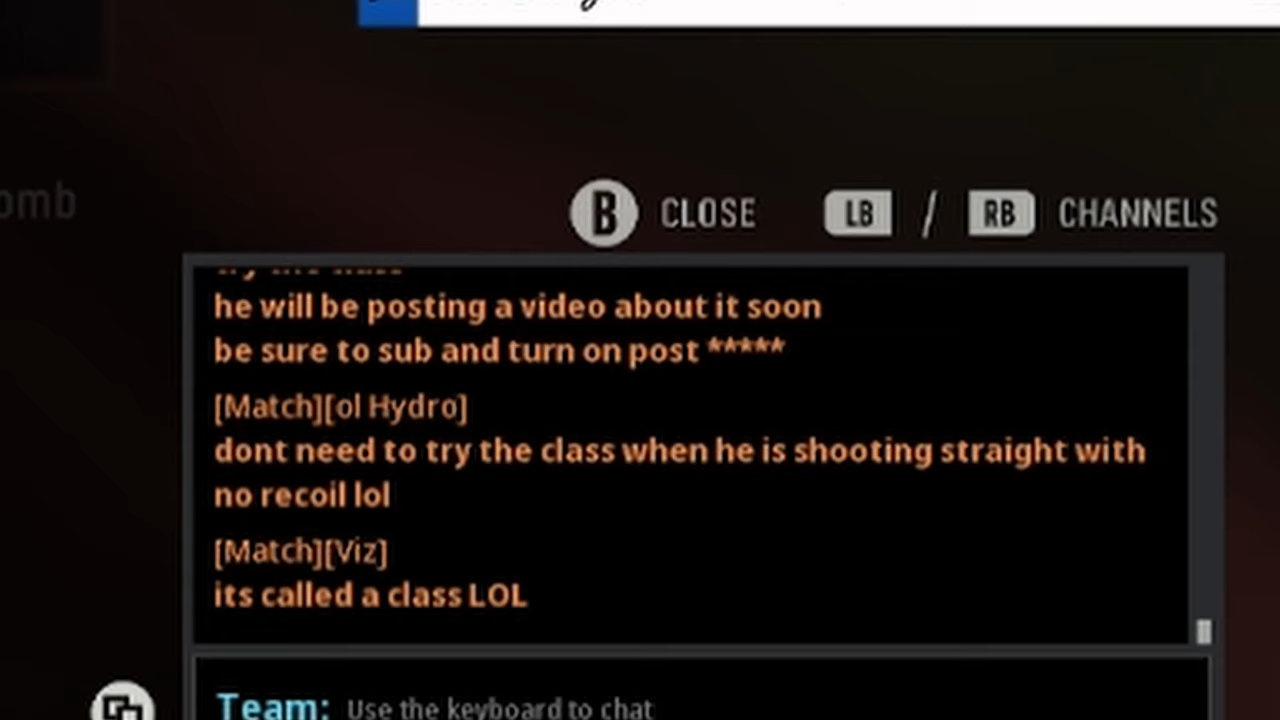 B CLOSE LB / RB CHANNELS
he will be posting a video about it soon
be sure to sub and turn on post *****
[Match][ol Hydro]
dont need to try the class when he is shooting straight with
no recoil lol
[Match][Viz]
its called a class LOL
Team: Use the keyboard to chat